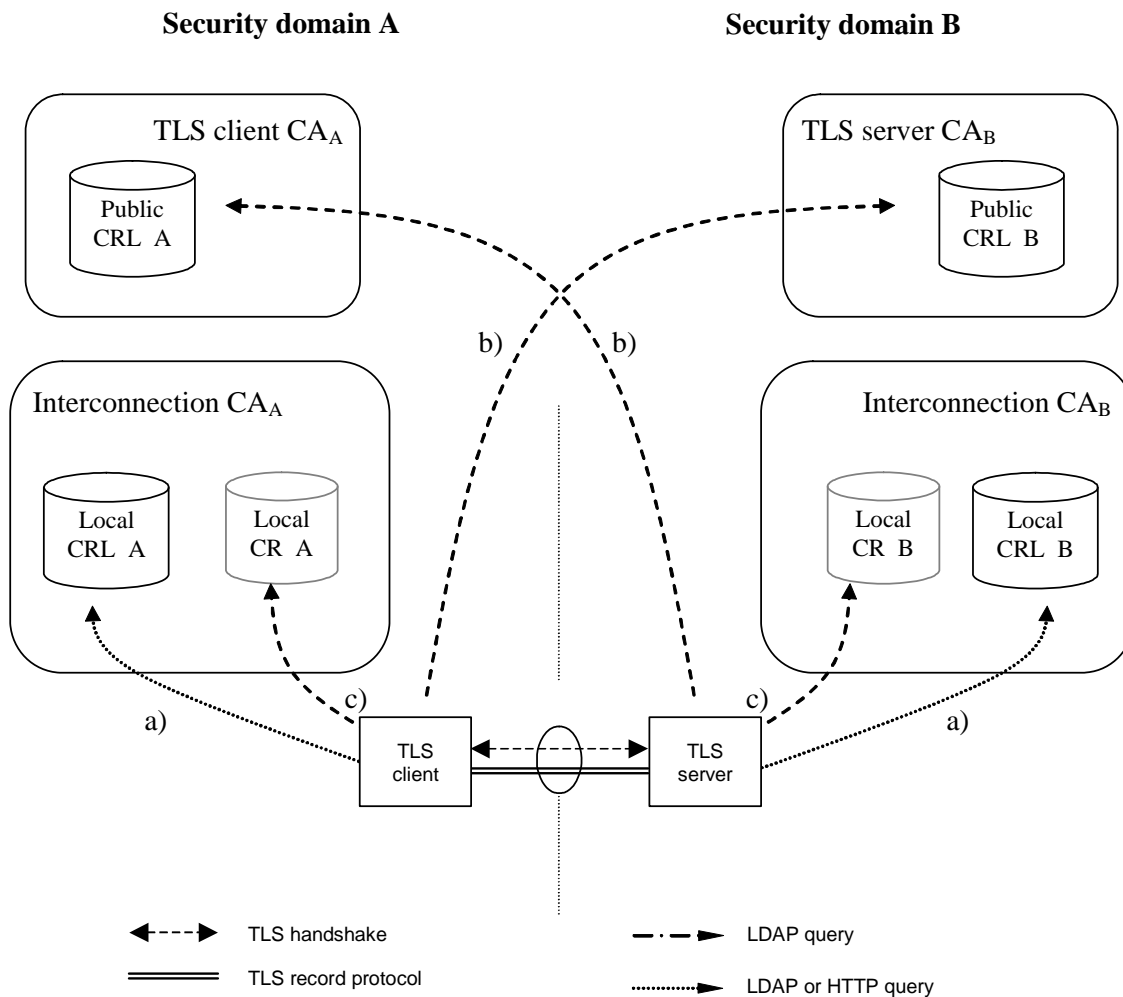 Security domain A
Security domain B
TLS client CA_A
TLS server CA_B
Public
CRL A
Public
CRL B
b)
b)
Interconnection CA_A
Interconnection CA_B
Local
CRL A
Local
CR A
Local
CR B
Local
CRL B
a)
c)
c)
a)
TLS
client
TLS
server
TLS handshake
LDAP query
TLS record protocol
LDAP or HTTP query